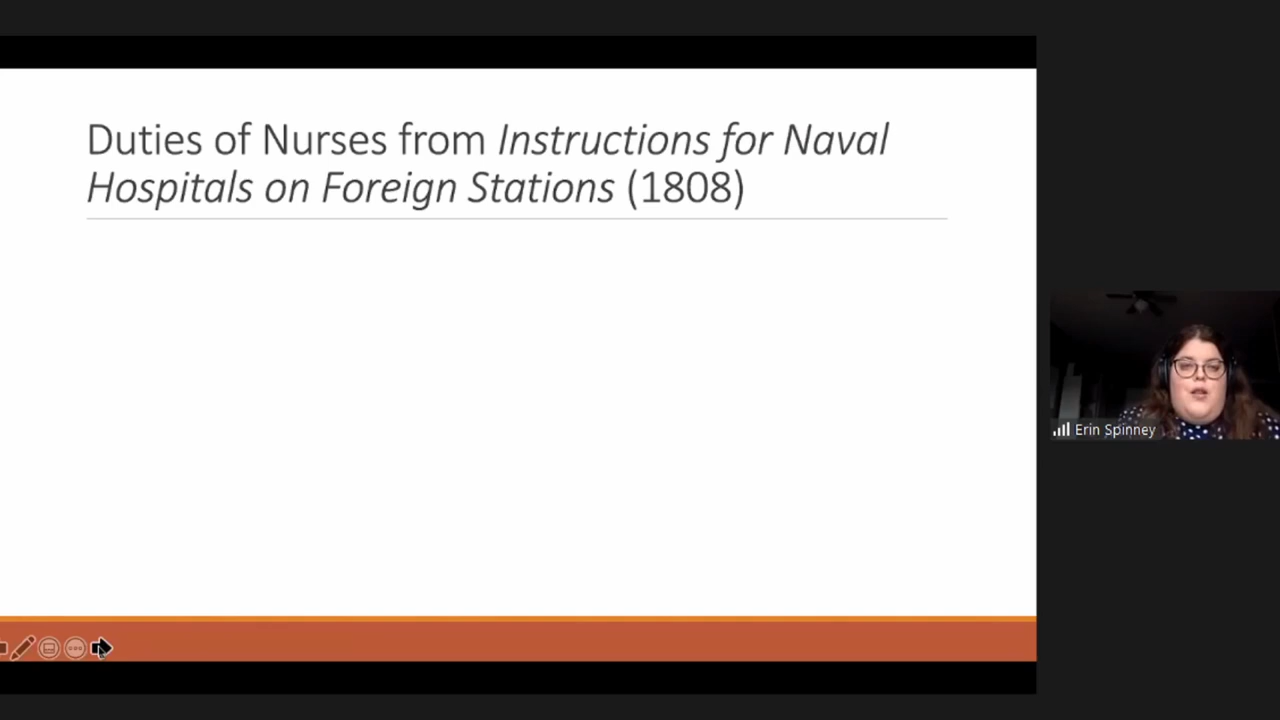 Duties of Nurses from Instructions for Naval
Hospitals on Foreign Stations (1808)
Erin Spinney